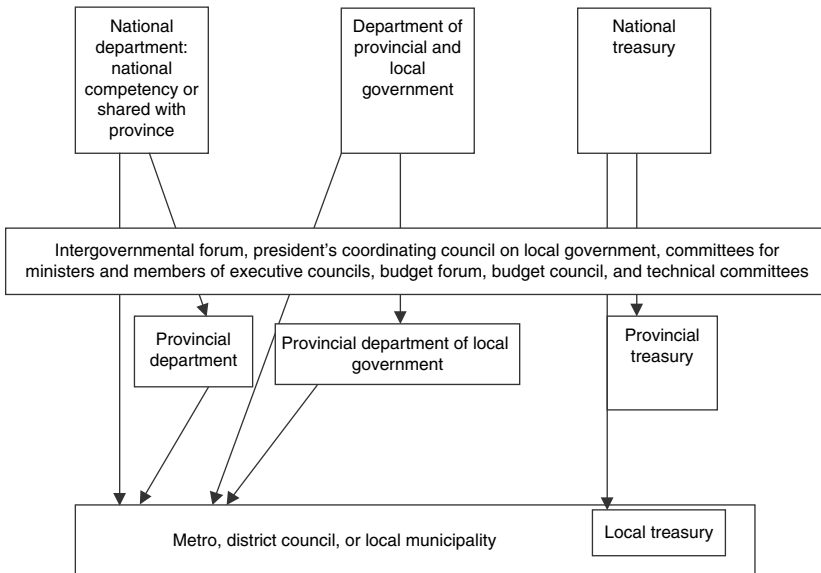 National
department:
national
competency or
shared with
province
Department of
provincial and
local
government
National
treasury
Intergovernmental forum, president's coordinating council on local government, committees for
ministers and members of executive councils, budget forum, budget council, and technical committees
Provincial
department
Provincial department of local
government
Provincial
treasury
Metro, district council, or local municipality
Local treasury